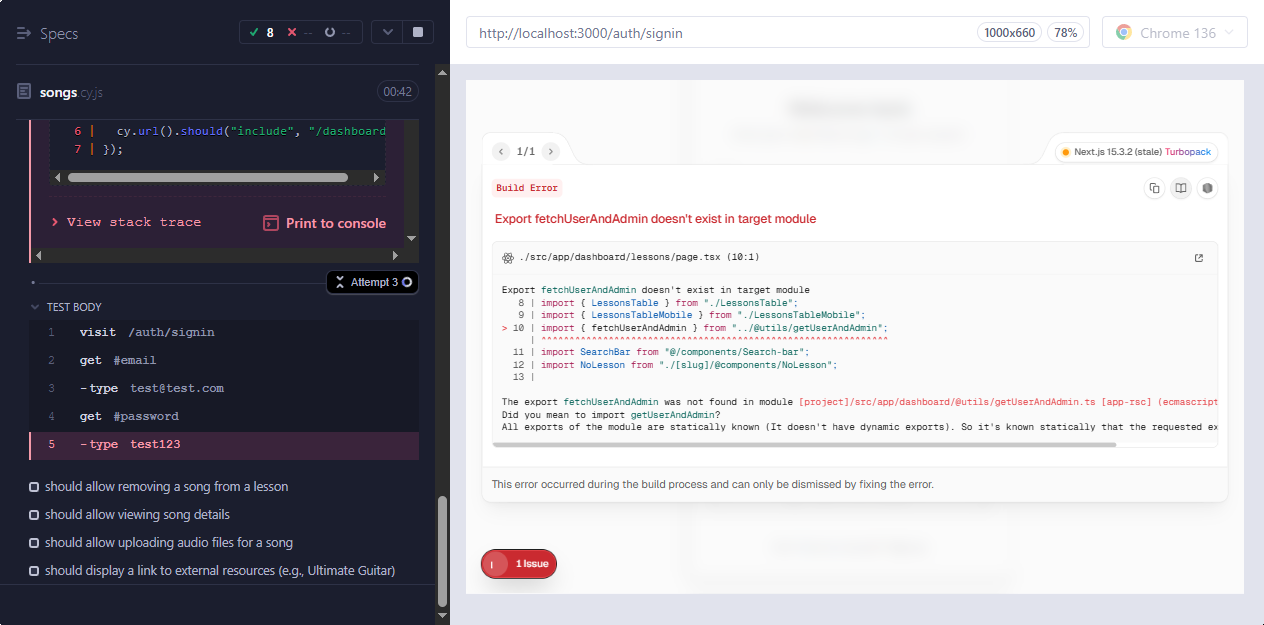 Specs
8 -- --
songs.cy.js
00:42
6 | cy.url().should("include", "/dashboard
7 | });
View stack trace
Print to console
Attempt 3
TEST BODY
1 visit /auth/signin
2 get #email
3 -type test@test.com
4 get #password
5 -type test123
should allow removing a song from a lesson
should allow viewing song details
should allow uploading audio files for a song
should display a link to external resources (e.g., Ultimate Guitar)
http://localhost:3000/auth/signin
1000x660
78%
Chrome 136
1/1
Next.js 15.3.2 (stale) Turbopack
Build Error
Export fetchUserAndAdmin doesn't exist in target module
./src/app/dashboard/lessons/page.tsx (10:1)
Export fetchUserAndAdmin doesn't exist in target module
8 | import { LessonsTable } from "./LessonsTable";
9 | import { LessonsTableMobile } from "./LessonsTableMobile";
> 10 | import { fetchUserAndAdmin } from "../@utils/getUserAndAdmin";
| ^^^^^^^^^^^^^^^^^^^^^^^^^^^^^^^^^^^^^^^^^^^^^^^^^^^^^^^^^^^^^^
11 | import SearchBar from "@/components/Search-bar";
12 | import NoLesson from "./[slug]/@components/NoLesson";
13 |
The export fetchUserAndAdmin was not found in module [project]/src/app/dashboard/@utils/getUserAndAdmin.ts [app-rsc] (ecmascript
Did you mean to import getUserAndAdmin?
All exports of the module are statically known (It doesn't have dynamic exports). So it's known statically that the requested ex
This error occurred during the build process and can only be dismissed by fixing the error.
1 Issue